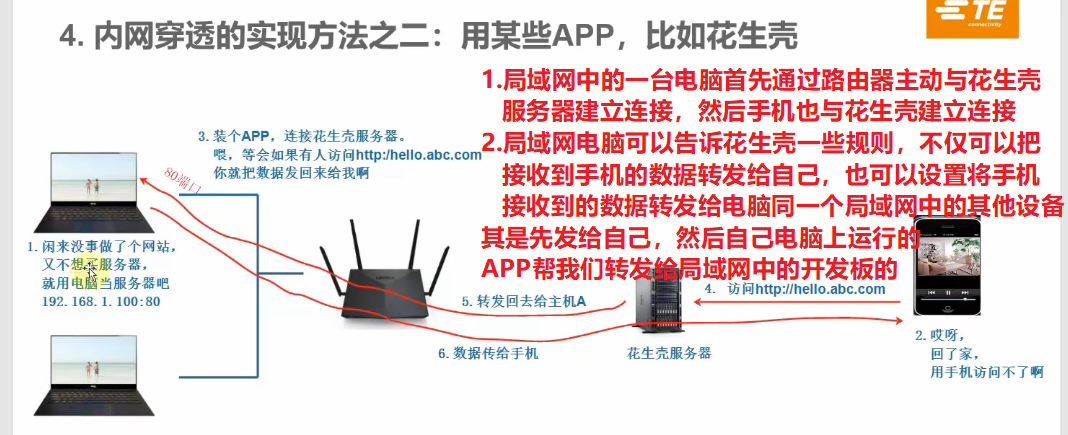 4. 内网穿透的实现方法之二：用某些APP，比如花生壳
TE
connectivity
1.局域网中的一台电脑首先通过路由器主动与花生壳
服务器建立连接，然后手机也与花生壳建立连接
2.局域网电脑可以告诉花生壳一些规则，不仅可以把
接收到手机的数据转发给自己，也可以设置将手机
接收到的数据转发给电脑同一个局域网中的其他设备
其是先发给自己，然后自己电脑上运行的
APP帮我们转发给局域网中的开发板的
3. 装个APP，连接花生壳服务器。
喂，等会如果有人访问http:/hello.abc.com
你就把数据发回来给我啊
80端口
1. 闲来没事做了个网站，
又不想买服务器，
就用电脑当服务器吧
192.168.1.100:80
5. 转发回去给主机A
4. 访问http://hello.abc.com
6. 数据传给手机
花生壳服务器
2. 哎呀，
回了家，
用手机访问不了啊